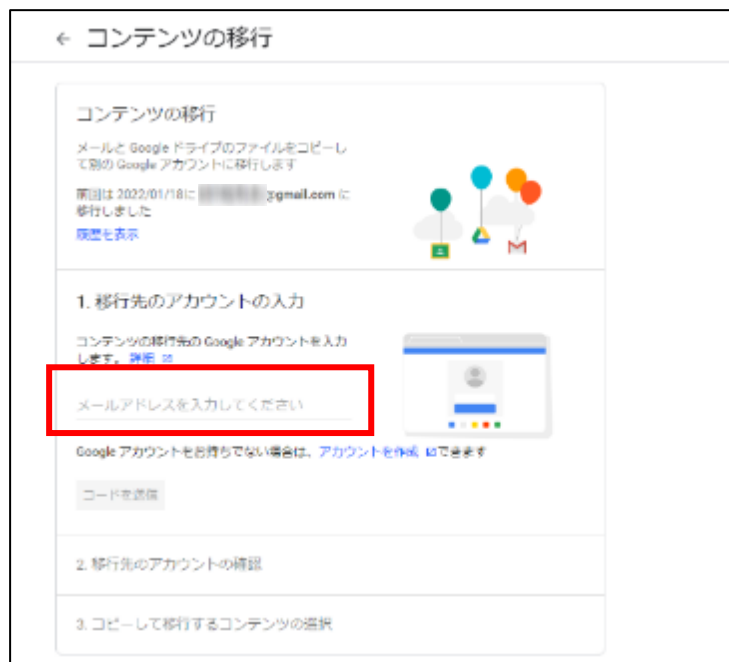 ← コンテンツの移行
コンテンツの移行
メールと Google ドライブのファイルをコピーし
て別の Google アカウントに移行します
前回は 2022/01/18に @gmail.com に
移行しました
履歴を表示
1. 移行先のアカウントの入力
コンテンツの移行先の Google アカウントを入力
します。 詳細
メールアドレスを入力してください
Google アカウントをお持ちでない場合は、アカウントを作成 できます
コードを送信
2. 移行先のアカウントの確認
3. コピーして移行するコンテンツの選択